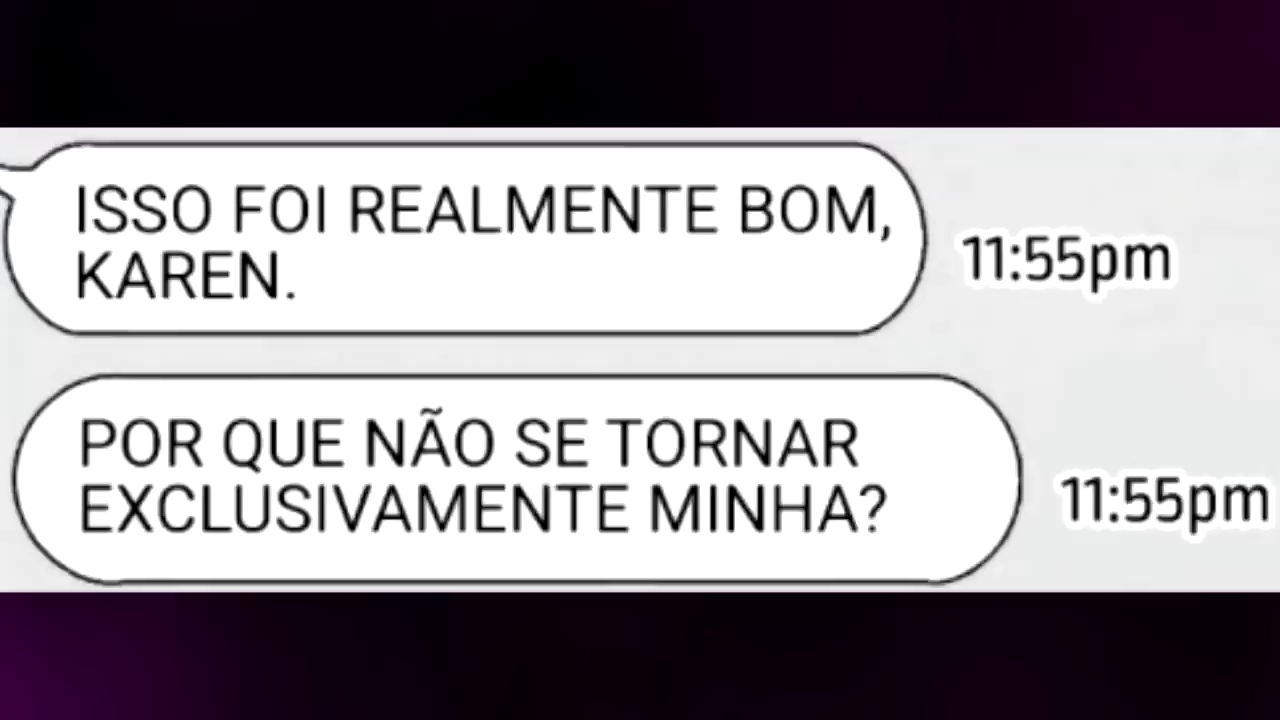 ISSO FOI REALMENTE BOM,
KAREN.
11:55pm
POR QUE NÃO SE TORNAR
EXCLUSIVAMENTE MINHA?
11:55pm